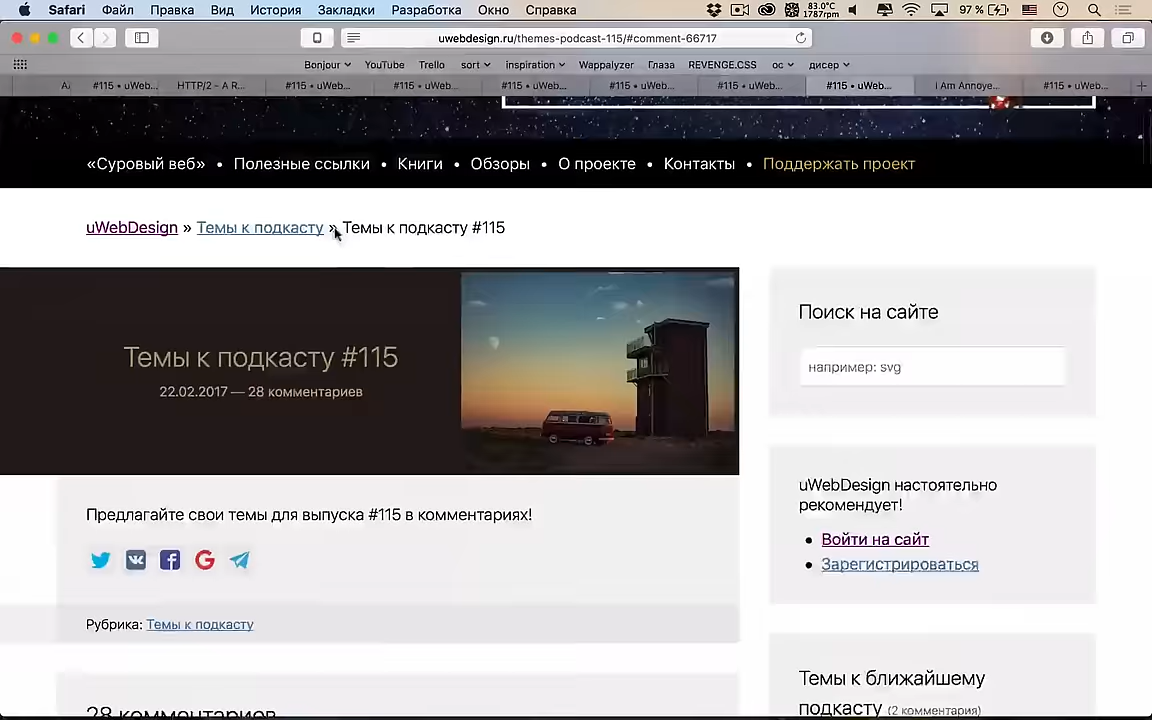 Safari Файл Правка Вид История Закладки Разработка Окно Справка 83.0°C 1787rpm 97 %
uwebdesign.ru/themes-podcast-115/#comment-66717
Bonjour YouTube Trello sort inspiration Wappalyzer Глаза REVENGE.CSS ос дисер
#115 • uWeb... HTTP/2 – A R... #115 • uWeb... #115 • uWeb... #115 • uWeb... #115 • uWeb... #115 • uWeb... #115 • uWeb... I Am Annoye... #115 • uWeb...
«Суровый веб» • Полезные ссылки • Книги • Обзоры • О проекте • Контакты • Поддержать проект
uWebDesign » Темы к подкасту » Темы к подкасту #115
Темы к подкасту #115
22.02.2017 — 28 комментариев
Поиск на сайте
например: svg
uWebDesign настоятельно
рекомендует!
• Войти на сайт
• Зарегистрироваться
Предлагайте свои темы для выпуска #115 в комментариях!
Рубрика: Темы к подкасту
28 комментариев
Темы к ближайшему
подкасту (2 комментария)